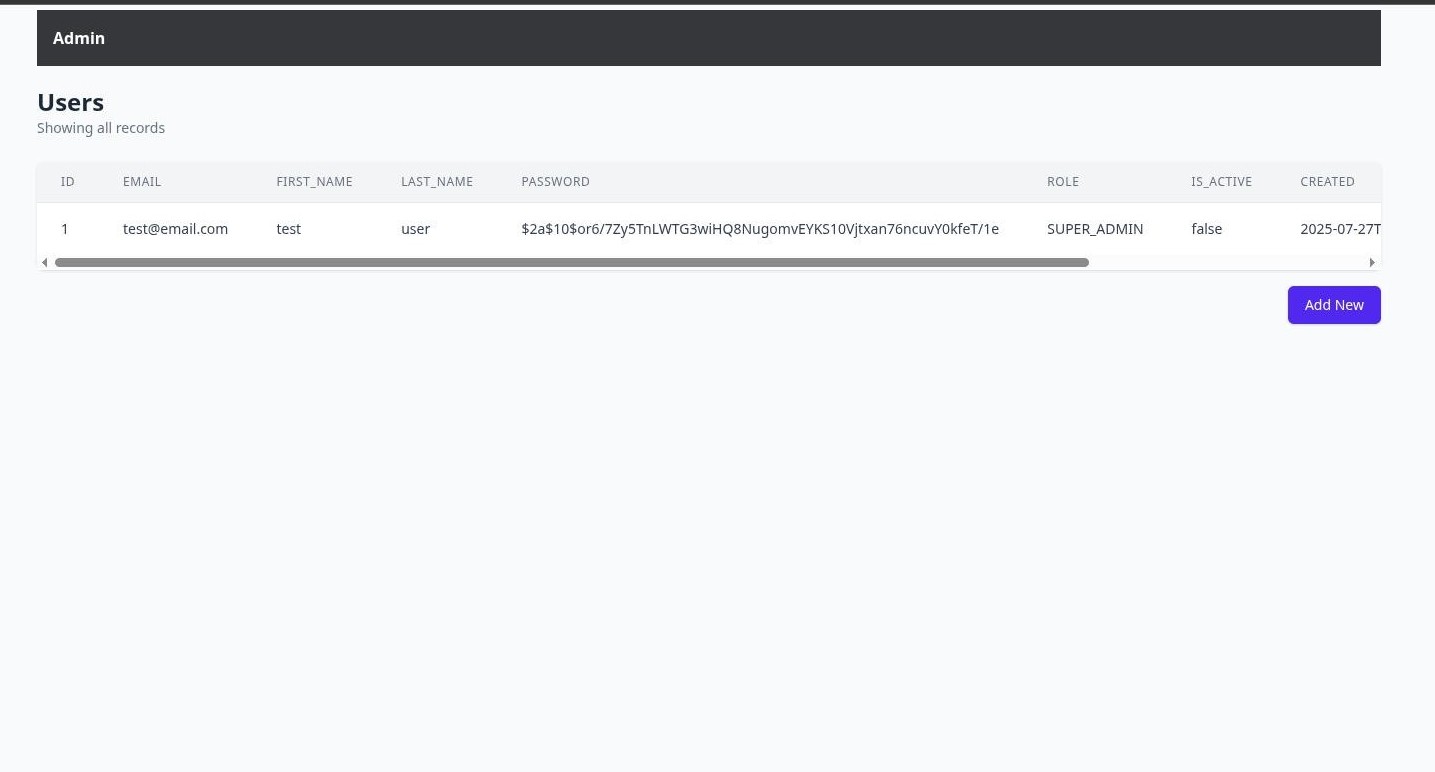 Admin
Users
Showing all records
ID EMAIL FIRST_NAME LAST_NAME PASSWORD ROLE IS_ACTIVE CREATED
1 test@email.com test user $2a$10$or6/7Zy5TnLWTG3wiHQ8NugomvEYKS10Vjtxan76ncuvY0kfeT/1e SUPER_ADMIN false 2025-07-27T
Add New